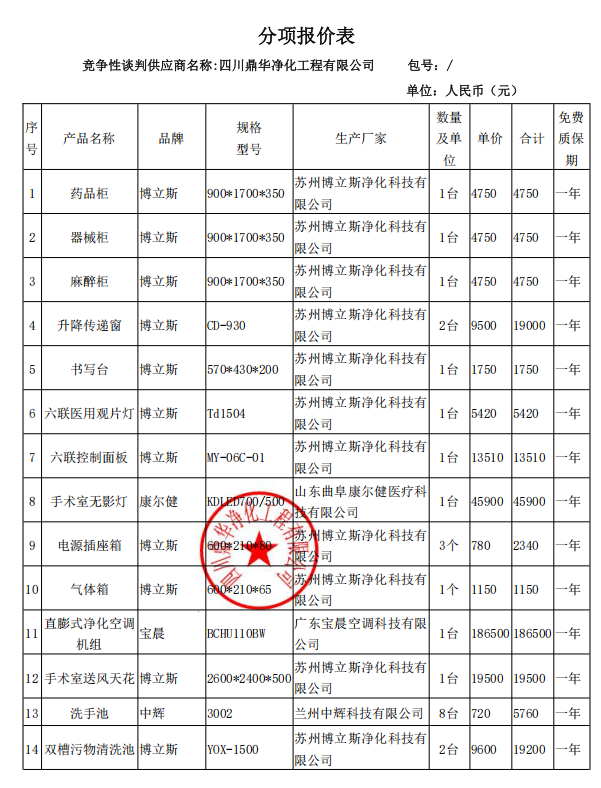 分项报价表
竞争性谈判供应商名称:四川鼎华净化工程有限公司 包号: /
单位: 人民币（元）
序号 产品名称 品牌 规格型号 生产厂家 数量及单位 单价 合计 免费质保期
1 药品柜 博立斯 900*1700*350 苏州博立斯净化科技有限公司 1台 4750 4750 一年
2 器械柜 博立斯 900*1700*350 苏州博立斯净化科技有限公司 1台 4750 4750 一年
3 麻醉柜 博立斯 900*1700*350 苏州博立斯净化科技有限公司 1台 4750 4750 一年
4 升降传递窗 博立斯 CD-930 苏州博立斯净化科技有限公司 2台 9500 19000 一年
5 书写台 博立斯 570*430*200 苏州博立斯净化科技有限公司 1台 1750 1750 一年
6 六联医用观片灯 博立斯 Td1504 苏州博立斯净化科技有限公司 1台 5420 5420 一年
7 六联控制面板 博立斯 MY-06C-01 苏州博立斯净化科技有限公司 1台 13510 13510 一年
8 手术室无影灯 康尔健 KDLED700/500 山东曲阜康尔健医疗科技有限公司 1台 45900 45900 一年
9 电源插座箱 博立斯 600*210*80 苏州博立斯净化科技有限公司 3个 780 2340 一年
10 气体箱 博立斯 600*210*65 苏州博立斯净化科技有限公司 1个 1150 1150 一年
11 直膨式净化空调机组 宝晨 BCHU110BW 广东宝晨空调科技有限公司 1台 186500 186500 一年
12 手术室送风天花 博立斯 2600*2400*500 苏州博立斯净化科技有限公司 1台 19500 19500 一年
13 洗手池 中辉 3002 兰州中辉科技有限公司 8台 720 5760 一年
14 双槽污物清洗池 博立斯 YOX-1500 苏州博立斯净化科技有限公司 2台 9600 19200 一年
四川鼎华净化工程有限公司